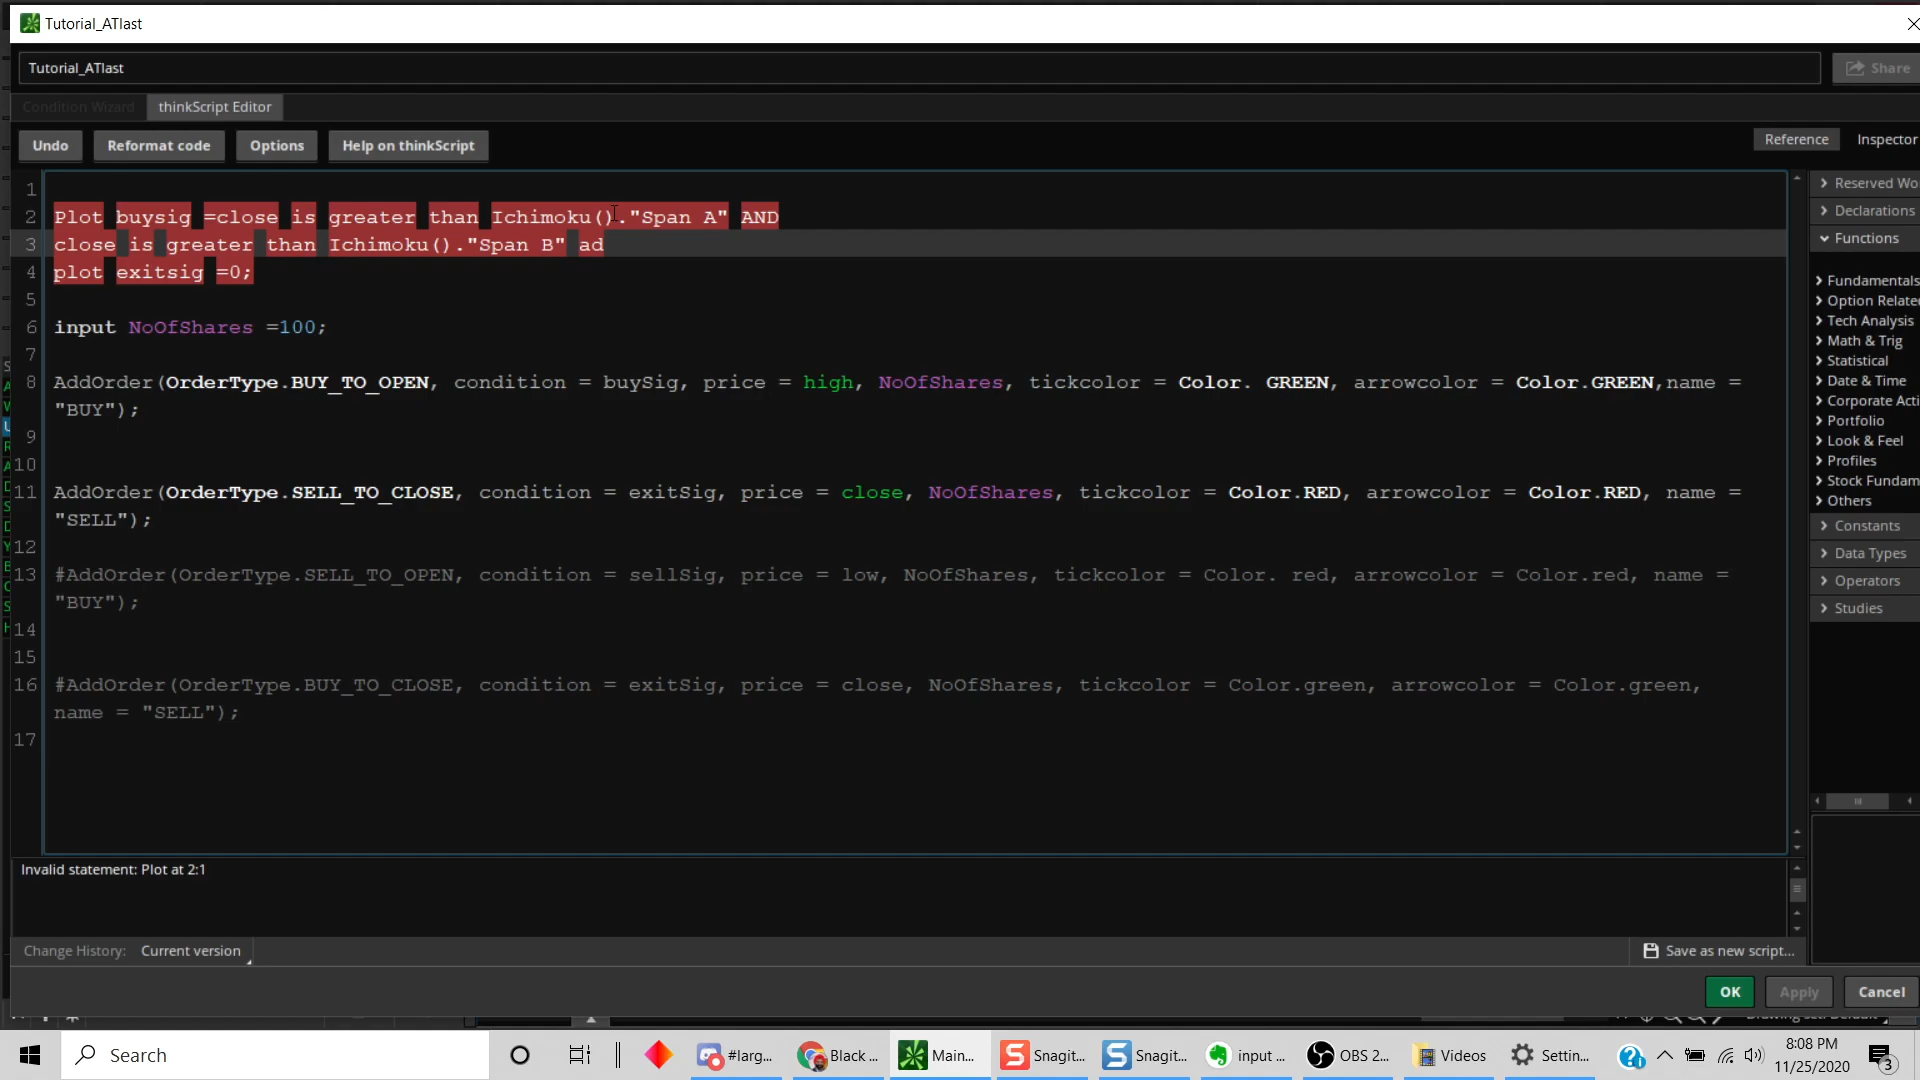 Tutorial_ATlast
Tutorial_ATlast
Share
Condition Wizard
thinkScript Editor
Undo
Reformat code
Options
Help on thinkScript
Reference
Inspector
1
2 Plot buysig =close is greater than Ichimoku()."Span A" AND
3 close is greater than Ichimoku()."Span B" ad
4 plot exitsig =0;
5
6 input NoOfShares =100;
7
8 AddOrder(OrderType.BUY_TO_OPEN, condition = buySig, price = high, NoOfShares, tickcolor = Color. GREEN, arrowcolor = Color.GREEN,name =
"BUY");
9
10
11 AddOrder(OrderType.SELL_TO_CLOSE, condition = exitSig, price = close, NoOfShares, tickcolor = Color.RED, arrowcolor = Color.RED, name =
"SELL");
12
13 #AddOrder(OrderType.SELL_TO_OPEN, condition = sellSig, price = low, NoOfShares, tickcolor = Color. red, arrowcolor = Color.red, name =
"BUY");
14
15
16 #AddOrder(OrderType.BUY_TO_CLOSE, condition = exitSig, price = close, NoOfShares, tickcolor = Color.green, arrowcolor = Color.green,
name = "SELL");
17
Reserved Wo
Declarations
Functions
Fundamentals
Option Relate
Tech Analysis
Math & Trig
Statistical
Date & Time
Corporate Acti
Portfolio
Look & Feel
Profiles
Stock Fundam
Others
Constants
Data Types
Operators
Studies
Invalid statement: Plot at 2:1
Change History:
Current version
Save as new script...
OK
Apply
Cancel
Search
#larg...
Black ...
Main...
Snagit...
Snagit...
input ...
OBS 2...
Videos
Settin...
8:08 PM
11/25/2020
3